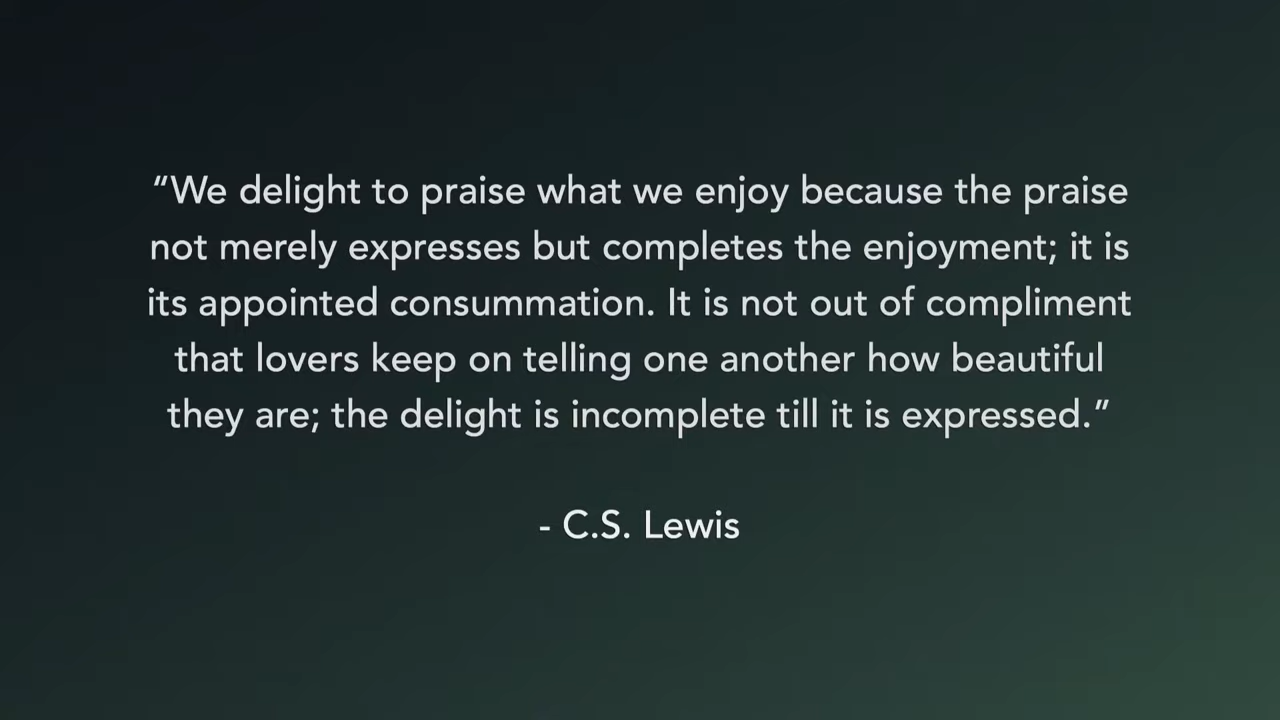 “We delight to praise what we enjoy because the praise
not merely expresses but completes the enjoyment; it is
its appointed consummation. It is not out of compliment
that lovers keep on telling one another how beautiful
they are; the delight is incomplete till it is expressed.”
- C.S. Lewis